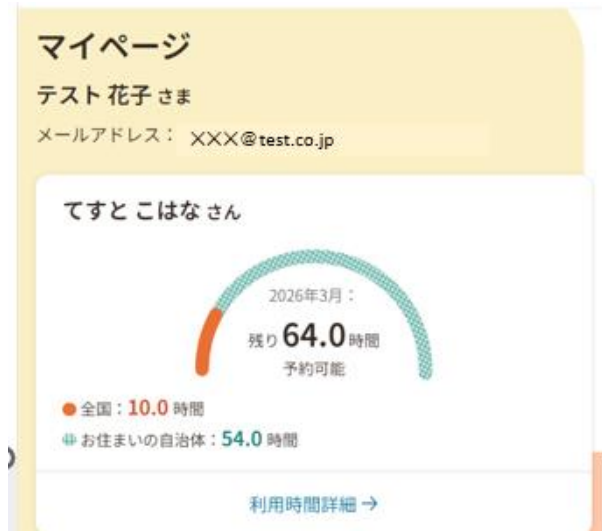 マイページ
テスト 花子 さま
メールアドレス： XXX@test.co.jp
てすと こはな さん
2026年3月：
残り 64.0 時間
予約可能
全国：10.0 時間
お住まいの自治体：54.0 時間
利用時間詳細 →